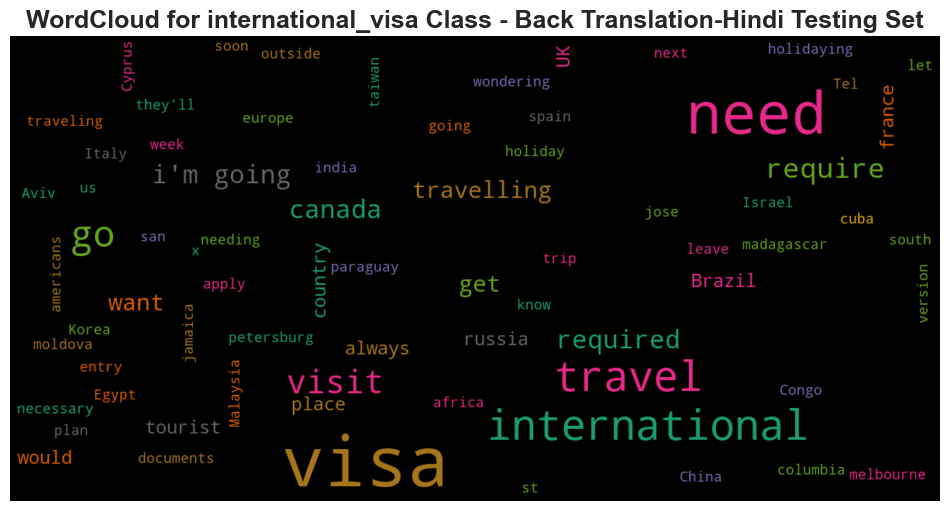 WordCloud for international_visa Class - Back Translation-Hindi Testing Set
soon
outside
Cyprus
UK
next
holidaying
let
taiwan
wondering
Tel
they'll
need
france
traveling
europe
going
spain
Italy
week
i'm going
india
holiday
require
Aviv
us
travelling
canada
jose
Israel
cuba
go
san
needing
x
americans
country
paraguay
trip
leave
madagascar
south
apply
get
Brazil
version
want
know
Korea
moldova
jamaica
petersburg
always
russia
required
entry
Egypt
Malaysia
visit
travel
Congo
necessary
place
africa
plan
tourist
international
would
documents
visa
st
China
columbia
melbourne